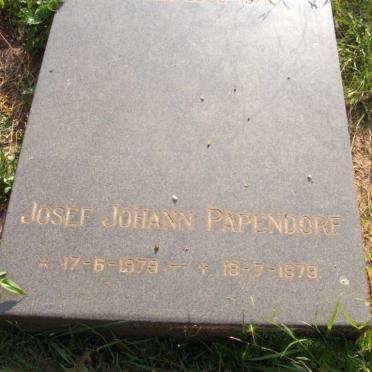 JOSEF JOHANN PAPENDORF
* 17-6-1979 — † 18-7-1979.